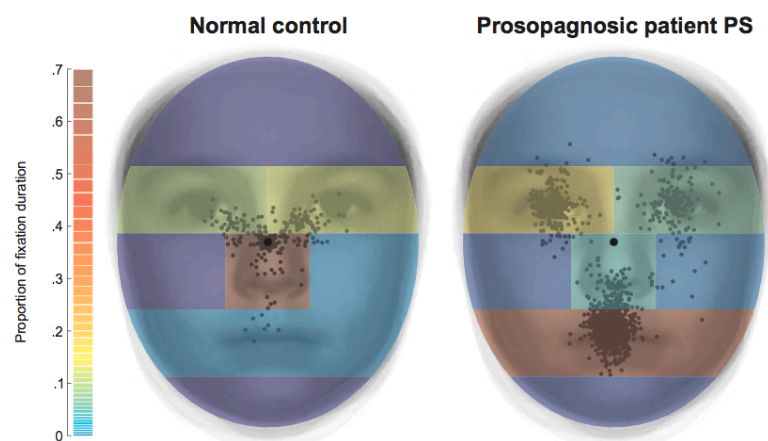 Normal control
Prosopagnosic patient PS
Proportion of fixation duration
.7
.6
.5
.4
.3
.2
.1
0